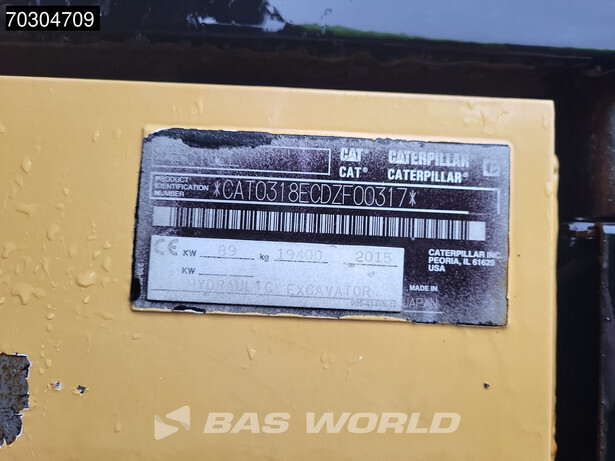 70304709
CAT CATERPILLAR
CAT® CATERPILLAR®
PRODUCT
IDENTIFICATION
NUMBER
*CAT0318ECDZF00317*
CE KW 89 kg 19400 2015
KW
HYDRAULIC EXCAVATOR
CATERPILLAR INC.
PEORIA, IL 61629
USA
MADE IN
JAPAN
BAS WORLD